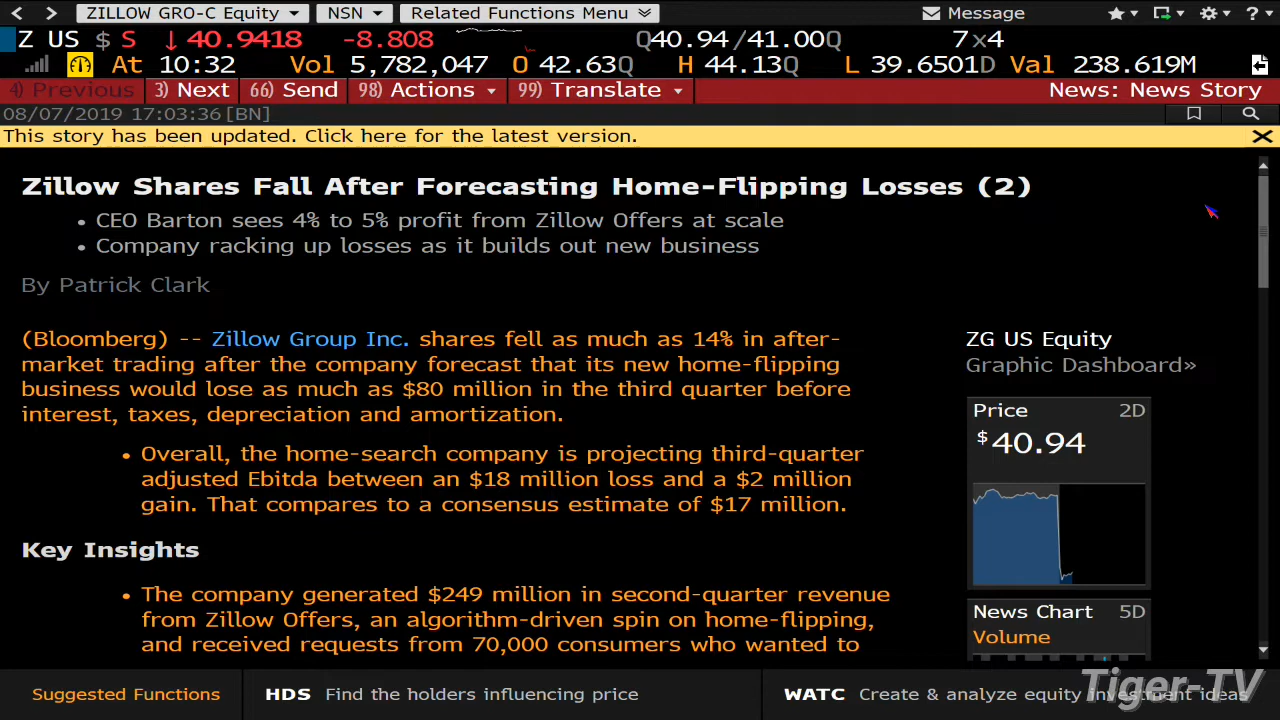 ZILLOW GRO-C Equity NSN Related Functions Menu Message ?
Z US $ S ↓ 40.9418 -8.808 Q40.94/41.00Q 7x4
At 10:32 Vol 5,782,047 O 42.63Q H 44.13Q L 39.6501D Val 238.619M
4) Previous 3) Next 66) Send 98) Actions 99) Translate News: News Story
08/07/2019 17:03:36 [BN]
This story has been updated. Click here for the latest version.
Zillow Shares Fall After Forecasting Home-Flipping Losses (2)
• CEO Barton sees 4% to 5% profit from Zillow Offers at scale
• Company racking up losses as it builds out new business
By Patrick Clark
(Bloomberg) -- Zillow Group Inc. shares fell as much as 14% in after-
market trading after the company forecast that its new home-flipping
business would lose as much as $80 million in the third quarter before
interest, taxes, depreciation and amortization.
• Overall, the home-search company is projecting third-quarter
adjusted Ebitda between an $18 million loss and a $2 million
gain. That compares to a consensus estimate of $17 million.
Key Insights
• The company generated $249 million in second-quarter revenue
from Zillow Offers, an algorithm-driven spin on home-flipping,
and received requests from 70,000 consumers who wanted to
ZG US Equity
Graphic Dashboard»
Price 2D
$40.94
News Chart 5D
Volume
Suggested Functions HDS Find the holders influencing price WATC Create & analyze equity investment ideas
Tiger-TV